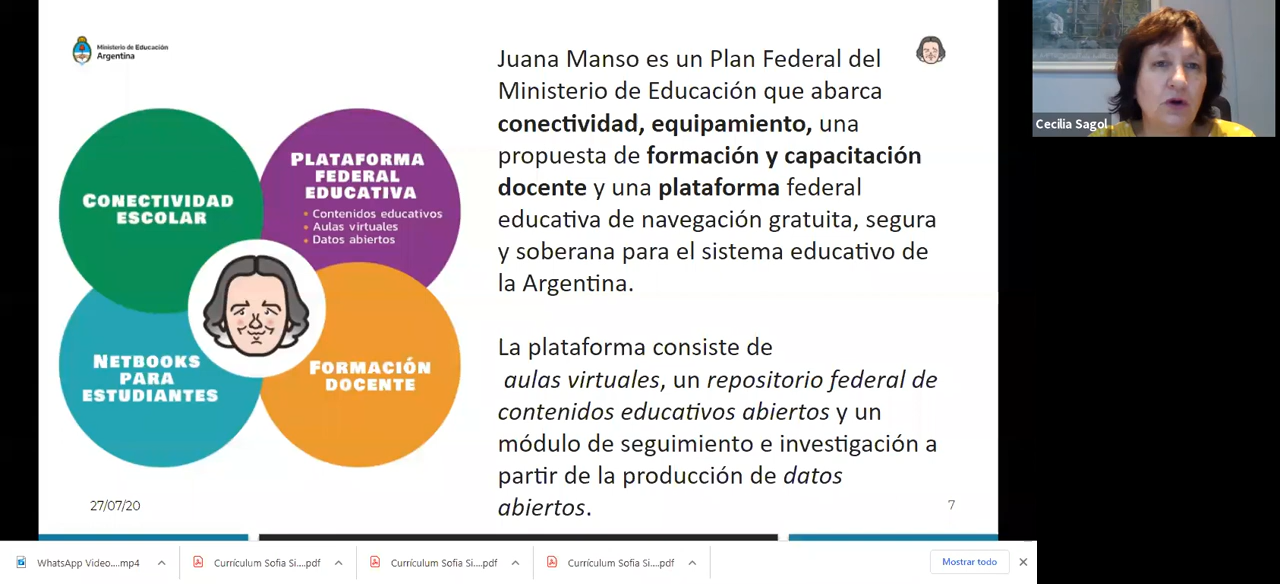 Ministerio de Educación
Argentina
CONECTIVIDAD
ESCOLAR
PLATAFORMA
FEDERAL
EDUCATIVA
• Contenidos educativos
• Aulas virtuales
• Datos abiertos
NETBOOKS
PARA
ESTUDIANTES
FORMACIÓN
DOCENTE
27/07/20
Juana Manso es un Plan Federal del
Ministerio de Educación que abarca
conectividad, equipamiento, una
propuesta de formación y capacitación
docente y una plataforma federal
educativa de navegación gratuita, segura
y soberana para el sistema educativo de
la Argentina.
La plataforma consiste de
aulas virtuales, un repositorio federal de
contenidos educativos abiertos y un
módulo de seguimiento e investigación a
partir de la producción de datos
abiertos.
7
Cecilia Sagol
WhatsApp Video....mp4
Currículum Sofia Si....pdf
Currículum Sofia Si....pdf
Currículum Sofia Si....pdf
Mostrar todo